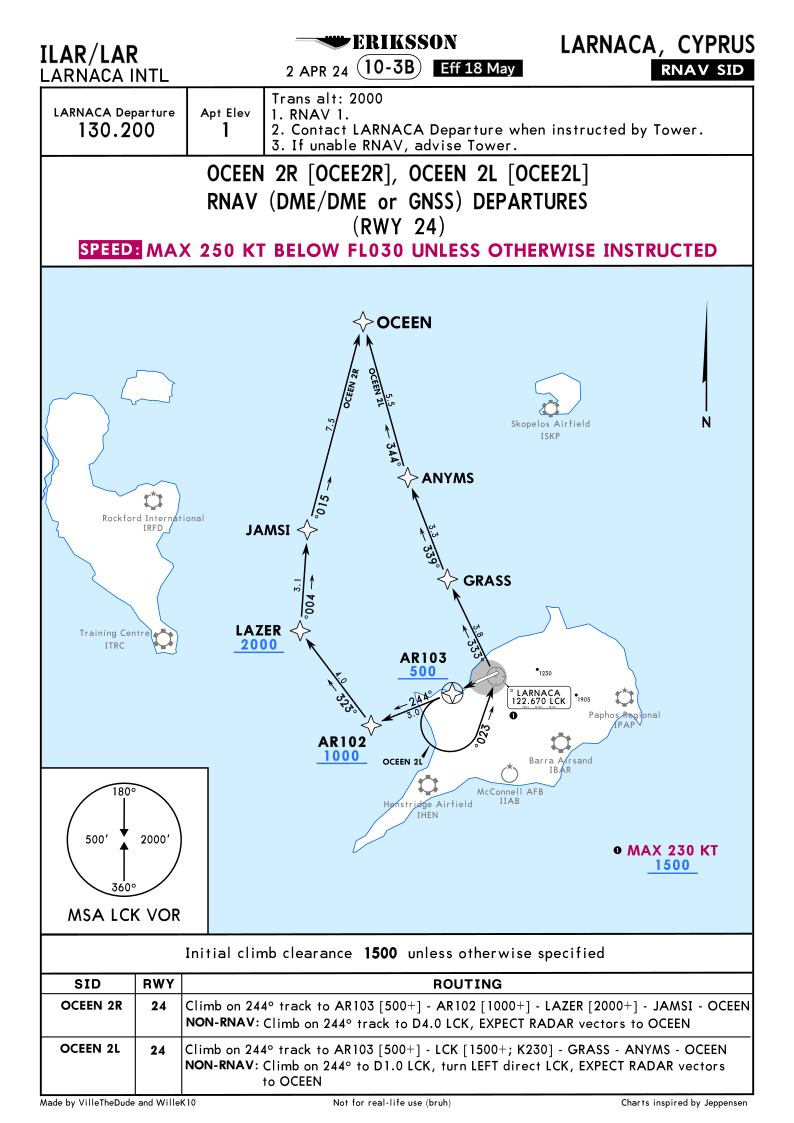 ILAR/LAR
LARNACA INTL
ERIKSSON
2 APR 24 10-3B Eff 18 May
LARNACA, CYPRUS
RNAV SID
LARNACA Departure
130.200
Apt Elev
1
Trans alt: 2000
1. RNAV 1.
2. Contact LARNACA Departure when instructed by Tower.
3. If unable RNAV, advise Tower.
OCEEN 2R [OCEE2R], OCEEN 2L [OCEE2L]
RNAV (DME/DME or GNSS) DEPARTURES
(RWY 24)
SPEED: MAX 250 KT BELOW FL030 UNLESS OTHERWISE INSTRUCTED
OCEEN
N
OCEEN 2R
7.5
015°
OCEEN 2L
5.5
344°
Skopelos Airfield
ISKP
ANYMS
Rockford International
IRFD
JAMSI
3.3
339°
GRASS
3.1
004°
Training Centre
ITRC
LAZER
2000
3.8
333°
AR103
500
4.0
323°
244°
3.0
1230
1905
LARNACA
122.670 LCK
Paphos Regional
IPAP
023°
AR102
1000
OCEEN 2L
Barra Airsand
IBAR
McConnell AFB
IIAB
Henstridge Airfield
IHEN
1
1 MAX 230 KT
1500
180°
500' 2000'
360°
MSA LCK VOR
Initial climb clearance 1500 unless otherwise specified
SID RWY ROUTING
OCEEN 2R 24 Climb on 244° track to AR103 [500+] - AR102 [1000+] - LAZER [2000+] - JAMSI - OCEEN
NON-RNAV: Climb on 244° track to D4.0 LCK, EXPECT RADAR vectors to OCEEN
OCEEN 2L 24 Climb on 244° track to AR103 [500+] - LCK [1500+; K230] - GRASS - ANYMS - OCEEN
NON-RNAV: Climb on 244° to D1.0 LCK, turn LEFT direct LCK, EXPECT RADAR vectors
to OCEEN
Made by VilleTheDude and WilleK10 Not for real-life use (bruh) Charts inspired by Jeppensen